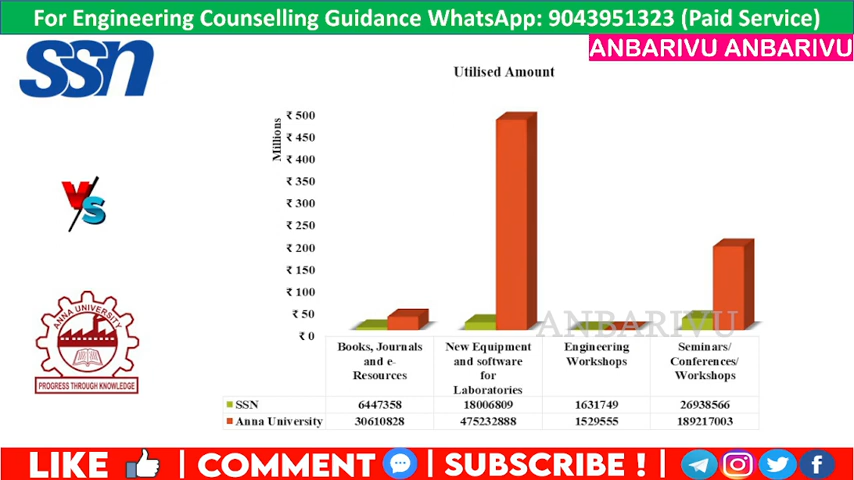 For Engineering Counselling Guidance WhatsApp: 9043951323 (Paid Service)
ANBARIVU ANBARIVU
ssn
Utilised Amount
Millions
₹ 500
₹ 450
₹ 400
₹ 350
₹ 300
₹ 250
₹ 200
₹ 150
₹ 100
₹ 50
₹ 0
VS
ANNA UNIVERSITY
PROGRESS THROUGH KNOWLEDGE
ANBARIVU
Books, Journals
and e-
Resources
New Equipment
and software
for
Laboratories
Engineering
Workshops
Seminars/
Conferences/
Workshops
SSN 6447358 18006809 1631749 26938566
Anna University 30610828 475232888 1529555 189217003
LIKE | COMMENT | SUBSCRIBE ! |